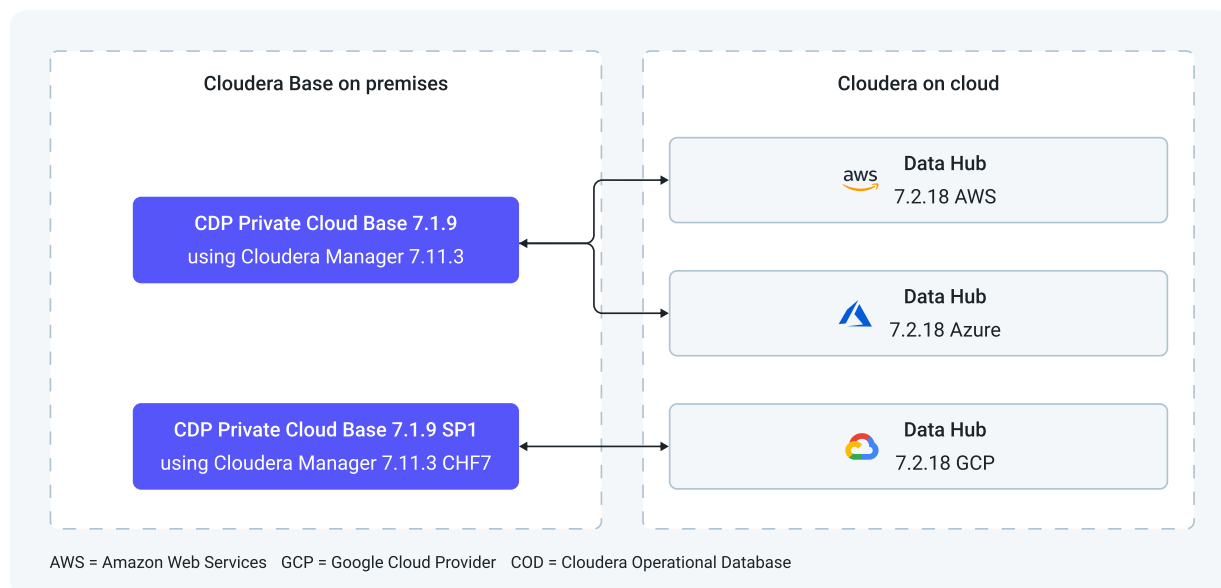 Cloudera Base on premises
CDP Private Cloud Base 7.1.9
using Cloudera Manager 7.11.3
CDP Private Cloud Base 7.1.9 SP1
using Cloudera Manager 7.11.3 CHF7
Cloudera on cloud
aws
Data Hub
7.2.18 AWS
Data Hub
7.2.18 Azure
Data Hub
7.2.18 GCP
AWS = Amazon Web Services GCP = Google Cloud Provider COD = Cloudera Operational Database